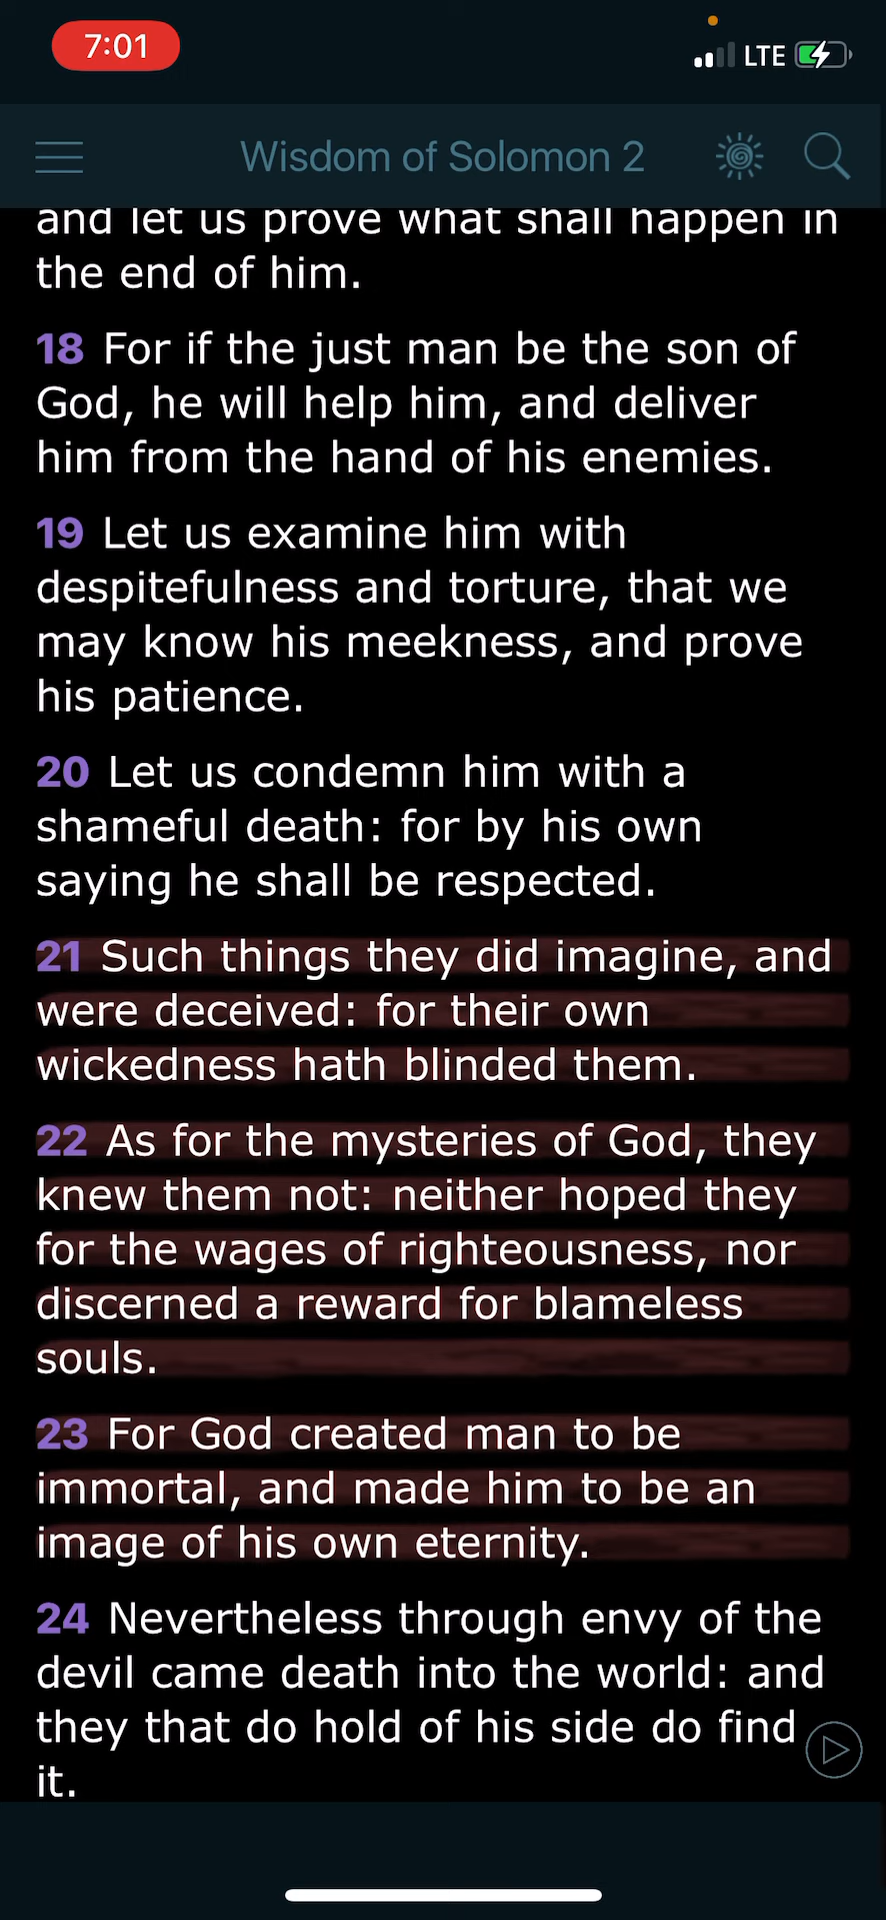 7:01
LTE
Wisdom of Solomon 2
and let us prove what shall happen in
the end of him.
18 For if the just man be the son of
God, he will help him, and deliver
him from the hand of his enemies.
19 Let us examine him with
despitefulness and torture, that we
may know his meekness, and prove
his patience.
20 Let us condemn him with a
shameful death: for by his own
saying he shall be respected.
21 Such things they did imagine, and
were deceived: for their own
wickedness hath blinded them.
22 As for the mysteries of God, they
knew them not: neither hoped they
for the wages of righteousness, nor
discerned a reward for blameless
souls.
23 For God created man to be
immortal, and made him to be an
image of his own eternity.
24 Nevertheless through envy of the
devil came death into the world: and
they that do hold of his side do find
it.